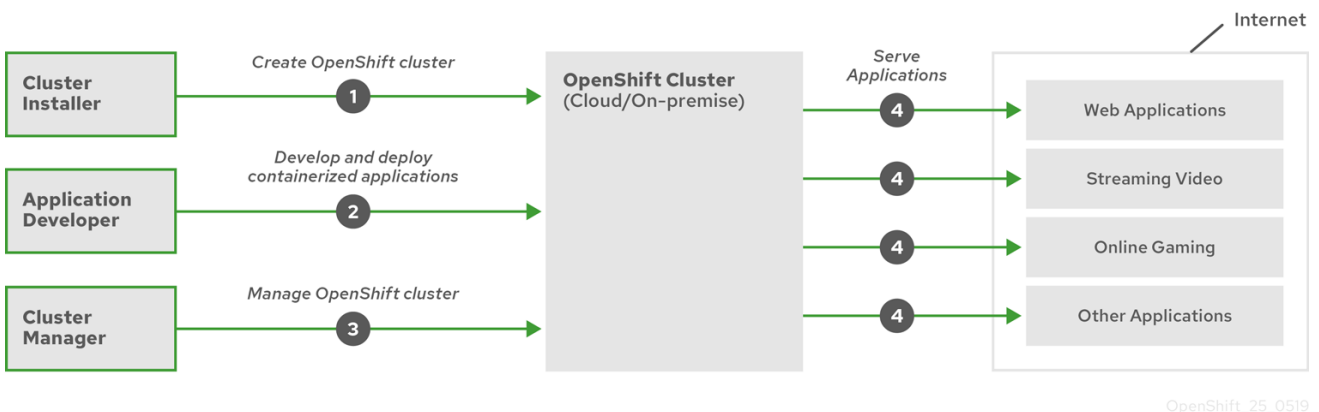 Internet
Cluster
Installer
Create OpenShift cluster
1
OpenShift Cluster
(Cloud/On-premise)
Serve
Applications
4
Web Applications
Application
Developer
Develop and deploy
containerized applications
2
4
Streaming Video
4
Online Gaming
Cluster
Manager
Manage OpenShift cluster
3
4
Other Applications
OpenShift_25_0519